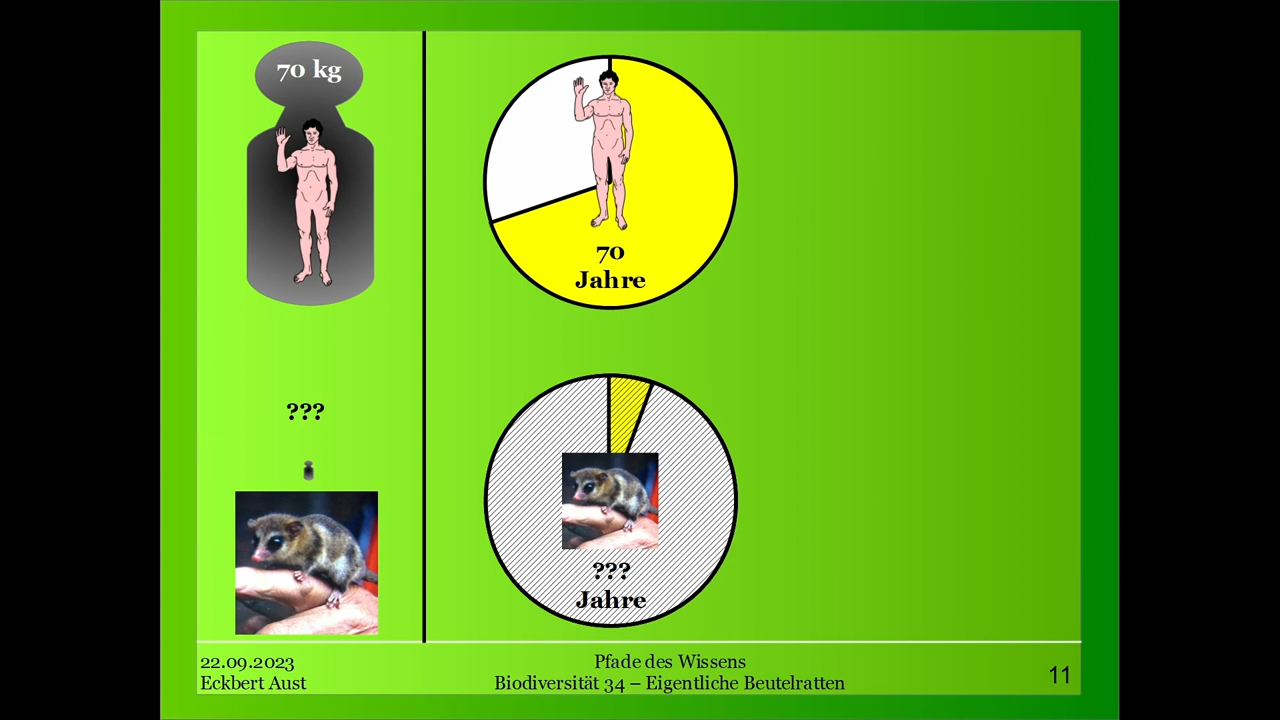 70 kg
70
Jahre
???
???
Jahre
22.09.2023
Eckbert Aust
Pfade des Wissens
Biodiversität 34 – Eigentliche Beutelratten
11